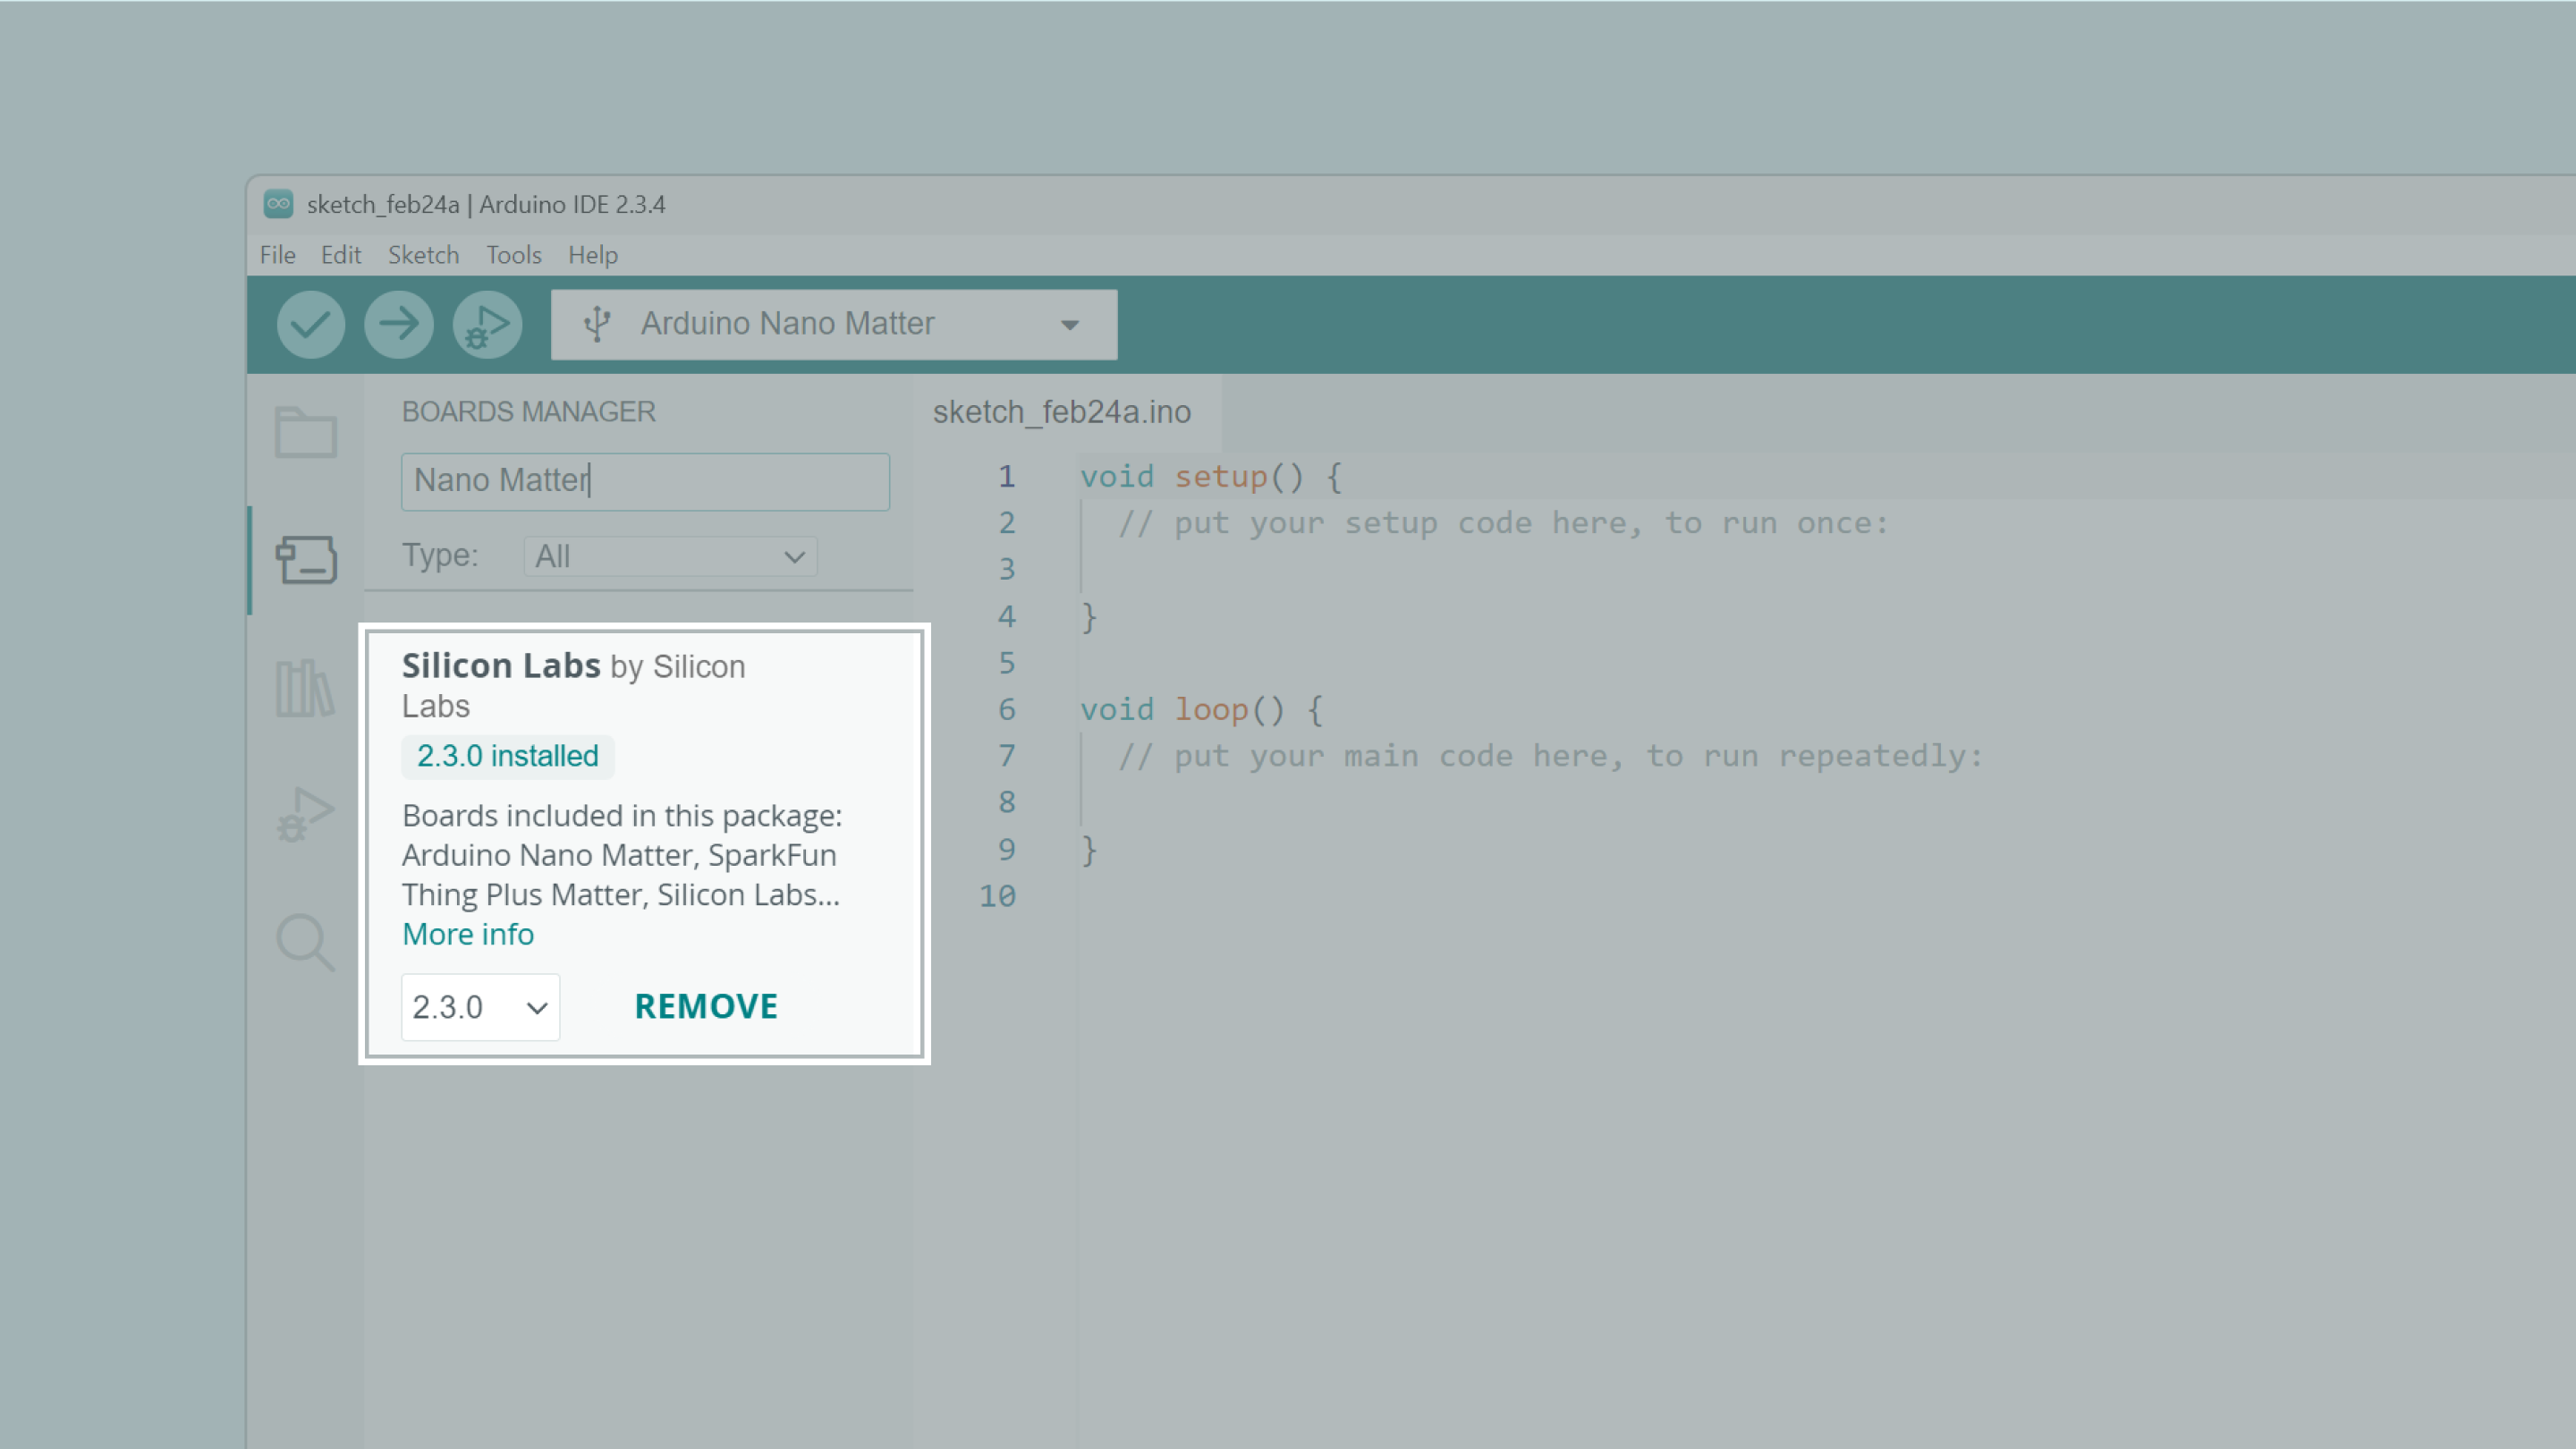 sketch_feb24a | Arduino IDE 2.3.4
File Edit Sketch Tools Help
Arduino Nano Matter
BOARDS MANAGER
Nano Matter
Type: All
Silicon Labs by Silicon
Labs
2.3.0 installed
Boards included in this package:
Arduino Nano Matter, SparkFun
Thing Plus Matter, Silicon Labs...
More info
2.3.0 REMOVE
sketch_feb24a.ino
1 void setup() {
2 // put your setup code here, to run once:
3
4 }
5
6 void loop() {
7 // put your main code here, to run repeatedly:
8
9 }
10